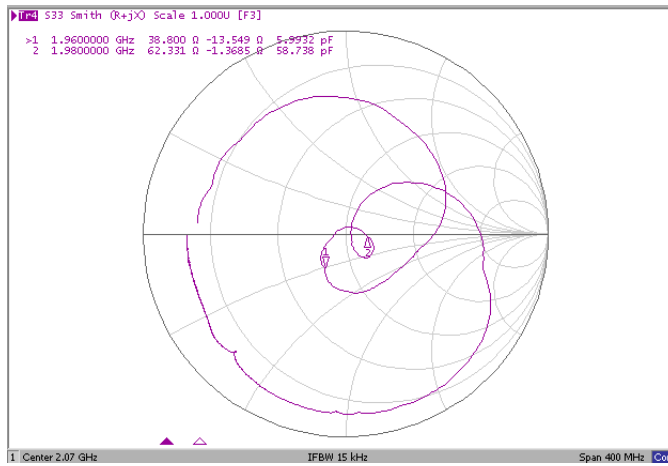 Tr4 S33 Smith (R+jX) Scale 1.000U [F3]
>1 1.9600000 GHz 38.800 Ω -13.549 Ω 5.9932 pF
2 1.9800000 GHz 62.331 Ω -1.3685 Ω 58.738 pF
1
2
1 Center 2.07 GHz IFBW 15 kHz Span 400 MHz Co